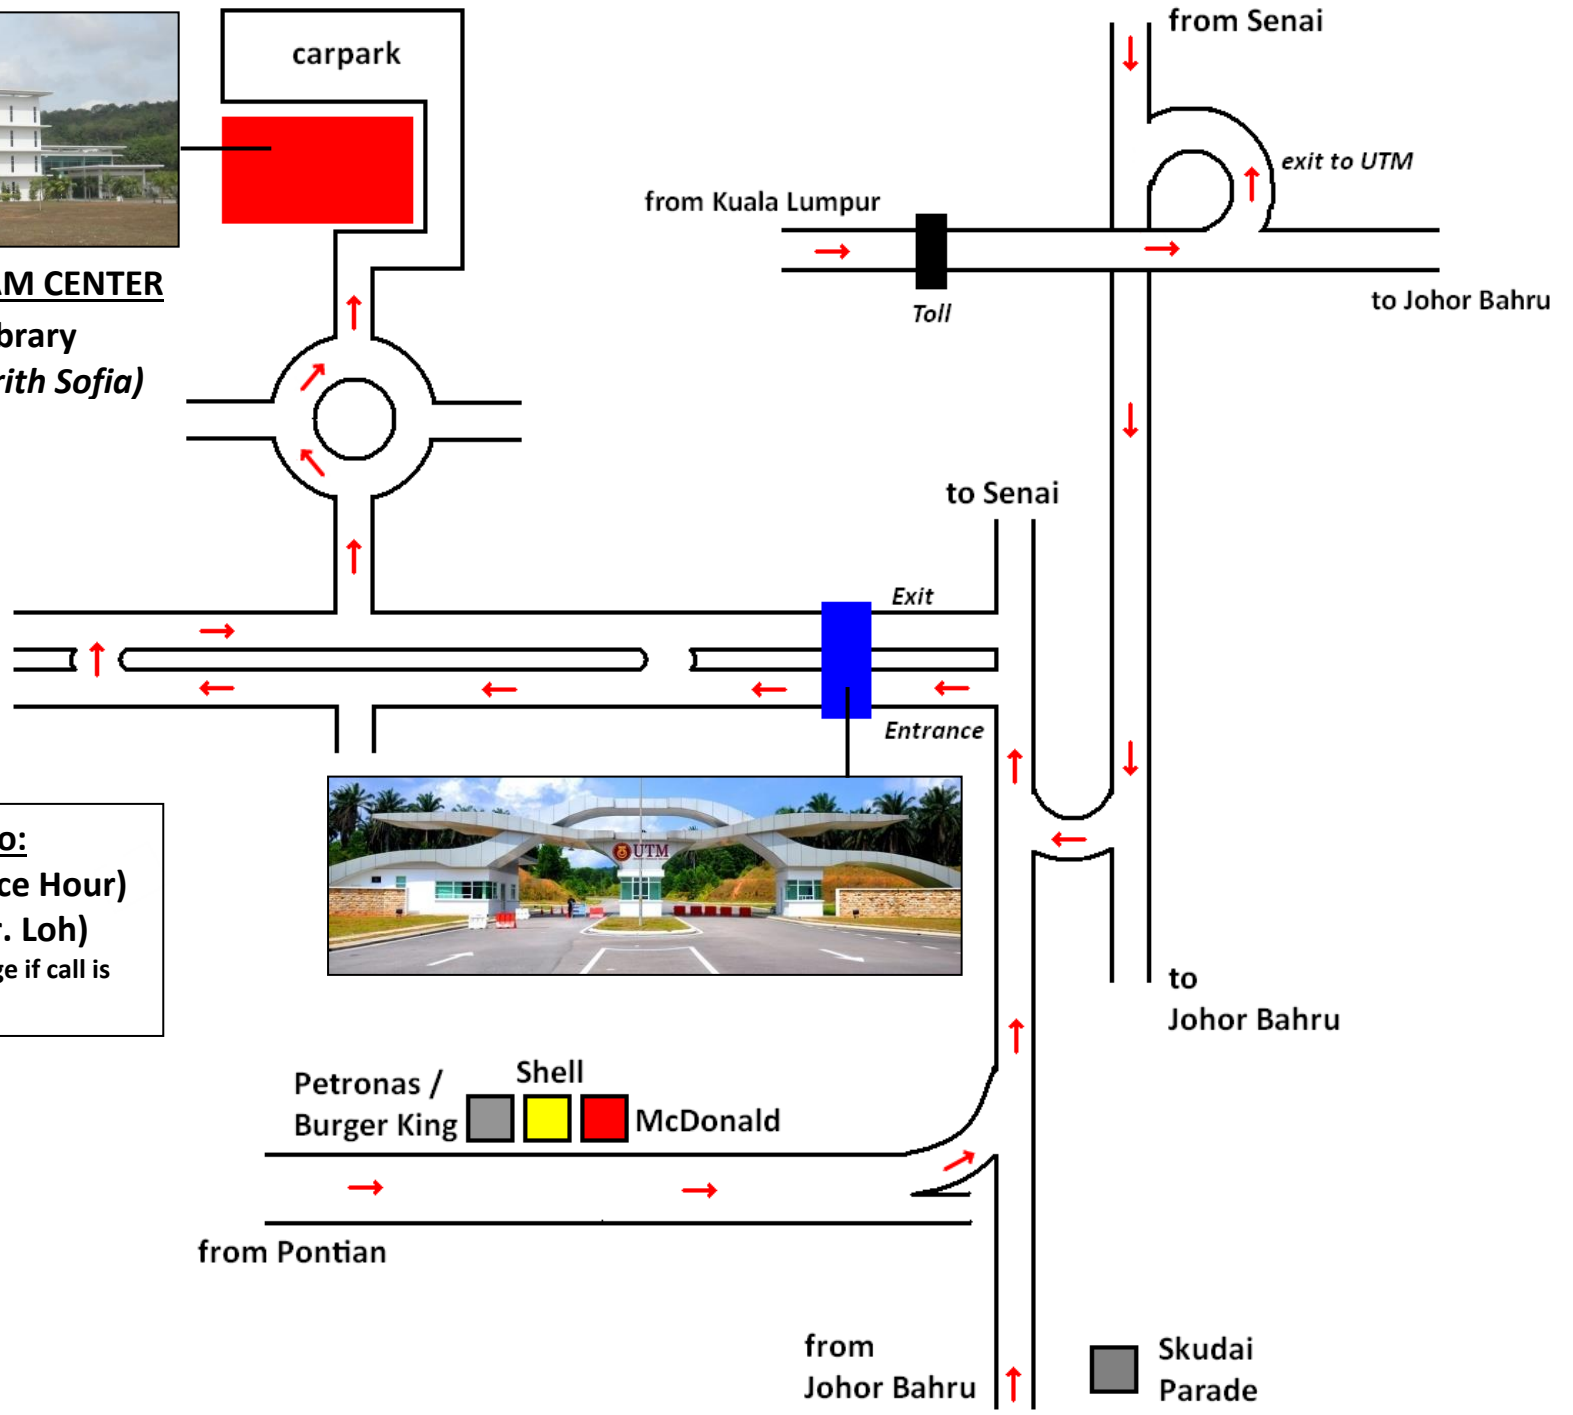 from Senai
carpark
exit to UTM
from Kuala Lumpur
Toll
to Johor Bahru
AM CENTER
brary
rith Sofia)
to Senai
Exit
Entrance
UTM
o:
ce Hour)
r. Loh)
ge if call is
to
Johor Bahru
Petronas /
Burger King
Shell
McDonald
from Pontian
from
Johor Bahru
Skudai
Parade